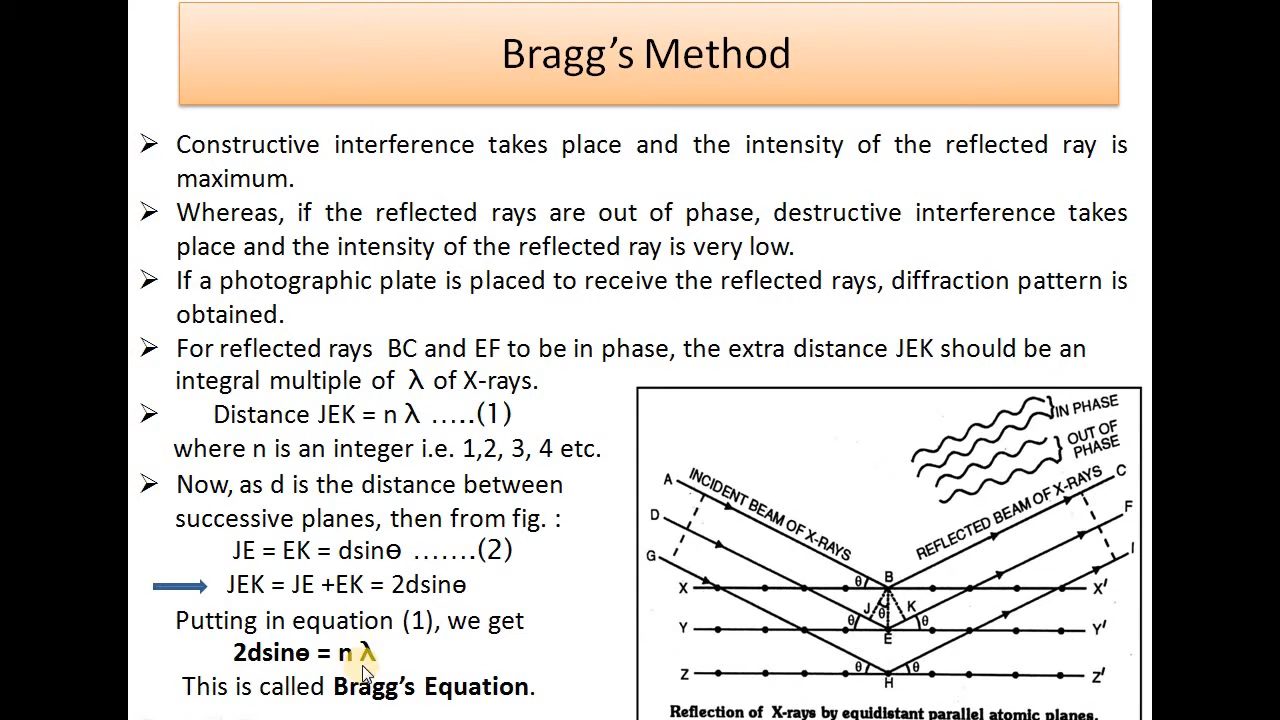 Bragg's Method
➢ Constructive interference takes place and the intensity of the reflected ray is
maximum.
➢ Whereas, if the reflected rays are out of phase, destructive interference takes
place and the intensity of the reflected ray is very low.
➢ If a photographic plate is placed to receive the reflected rays, diffraction pattern is
obtained.
➢ For reflected rays BC and EF to be in phase, the extra distance JEK should be an
integral multiple of λ of X-rays.
➢ Distance JEK = n λ .....(1)
where n is an integer i.e. 1,2, 3, 4 etc.
➢ Now, as d is the distance between
successive planes, then from fig. :
JE = EK = dsinɵ .......(2)
JEK = JE +EK = 2dsinɵ
Putting in equation (1), we get
2dsinɵ = n λ
This is called Bragg's Equation.
IN PHASE
OUT OF
PHASE
A
INCIDENT BEAM OF X-RAYS
REFLECTED BEAM OF X-RAYS
C
D
F
G
I
X
θ
B
X'
J
θ
K
Y
θ
E
θ
Y'
Z
θ
H
θ
Z'
Reflection of X-rays by equidistant parallel atomic planes.